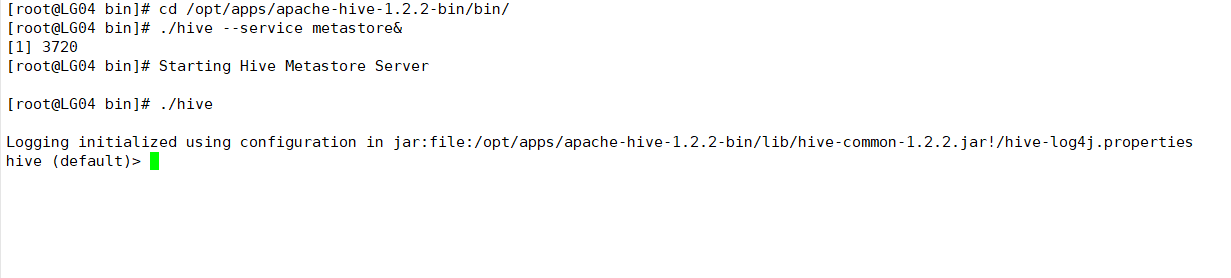 [root@LG04 bin]# cd /opt/apps/apache-hive-1.2.2-bin/bin/
[root@LG04 bin]# ./hive --service metastore&
[1] 3720
[root@LG04 bin]# Starting Hive Metastore Server
[root@LG04 bin]# ./hive
Logging initialized using configuration in jar:file:/opt/apps/apache-hive-1.2.2-bin/lib/hive-common-1.2.2.jar!/hive-log4j.properties
hive (default)>